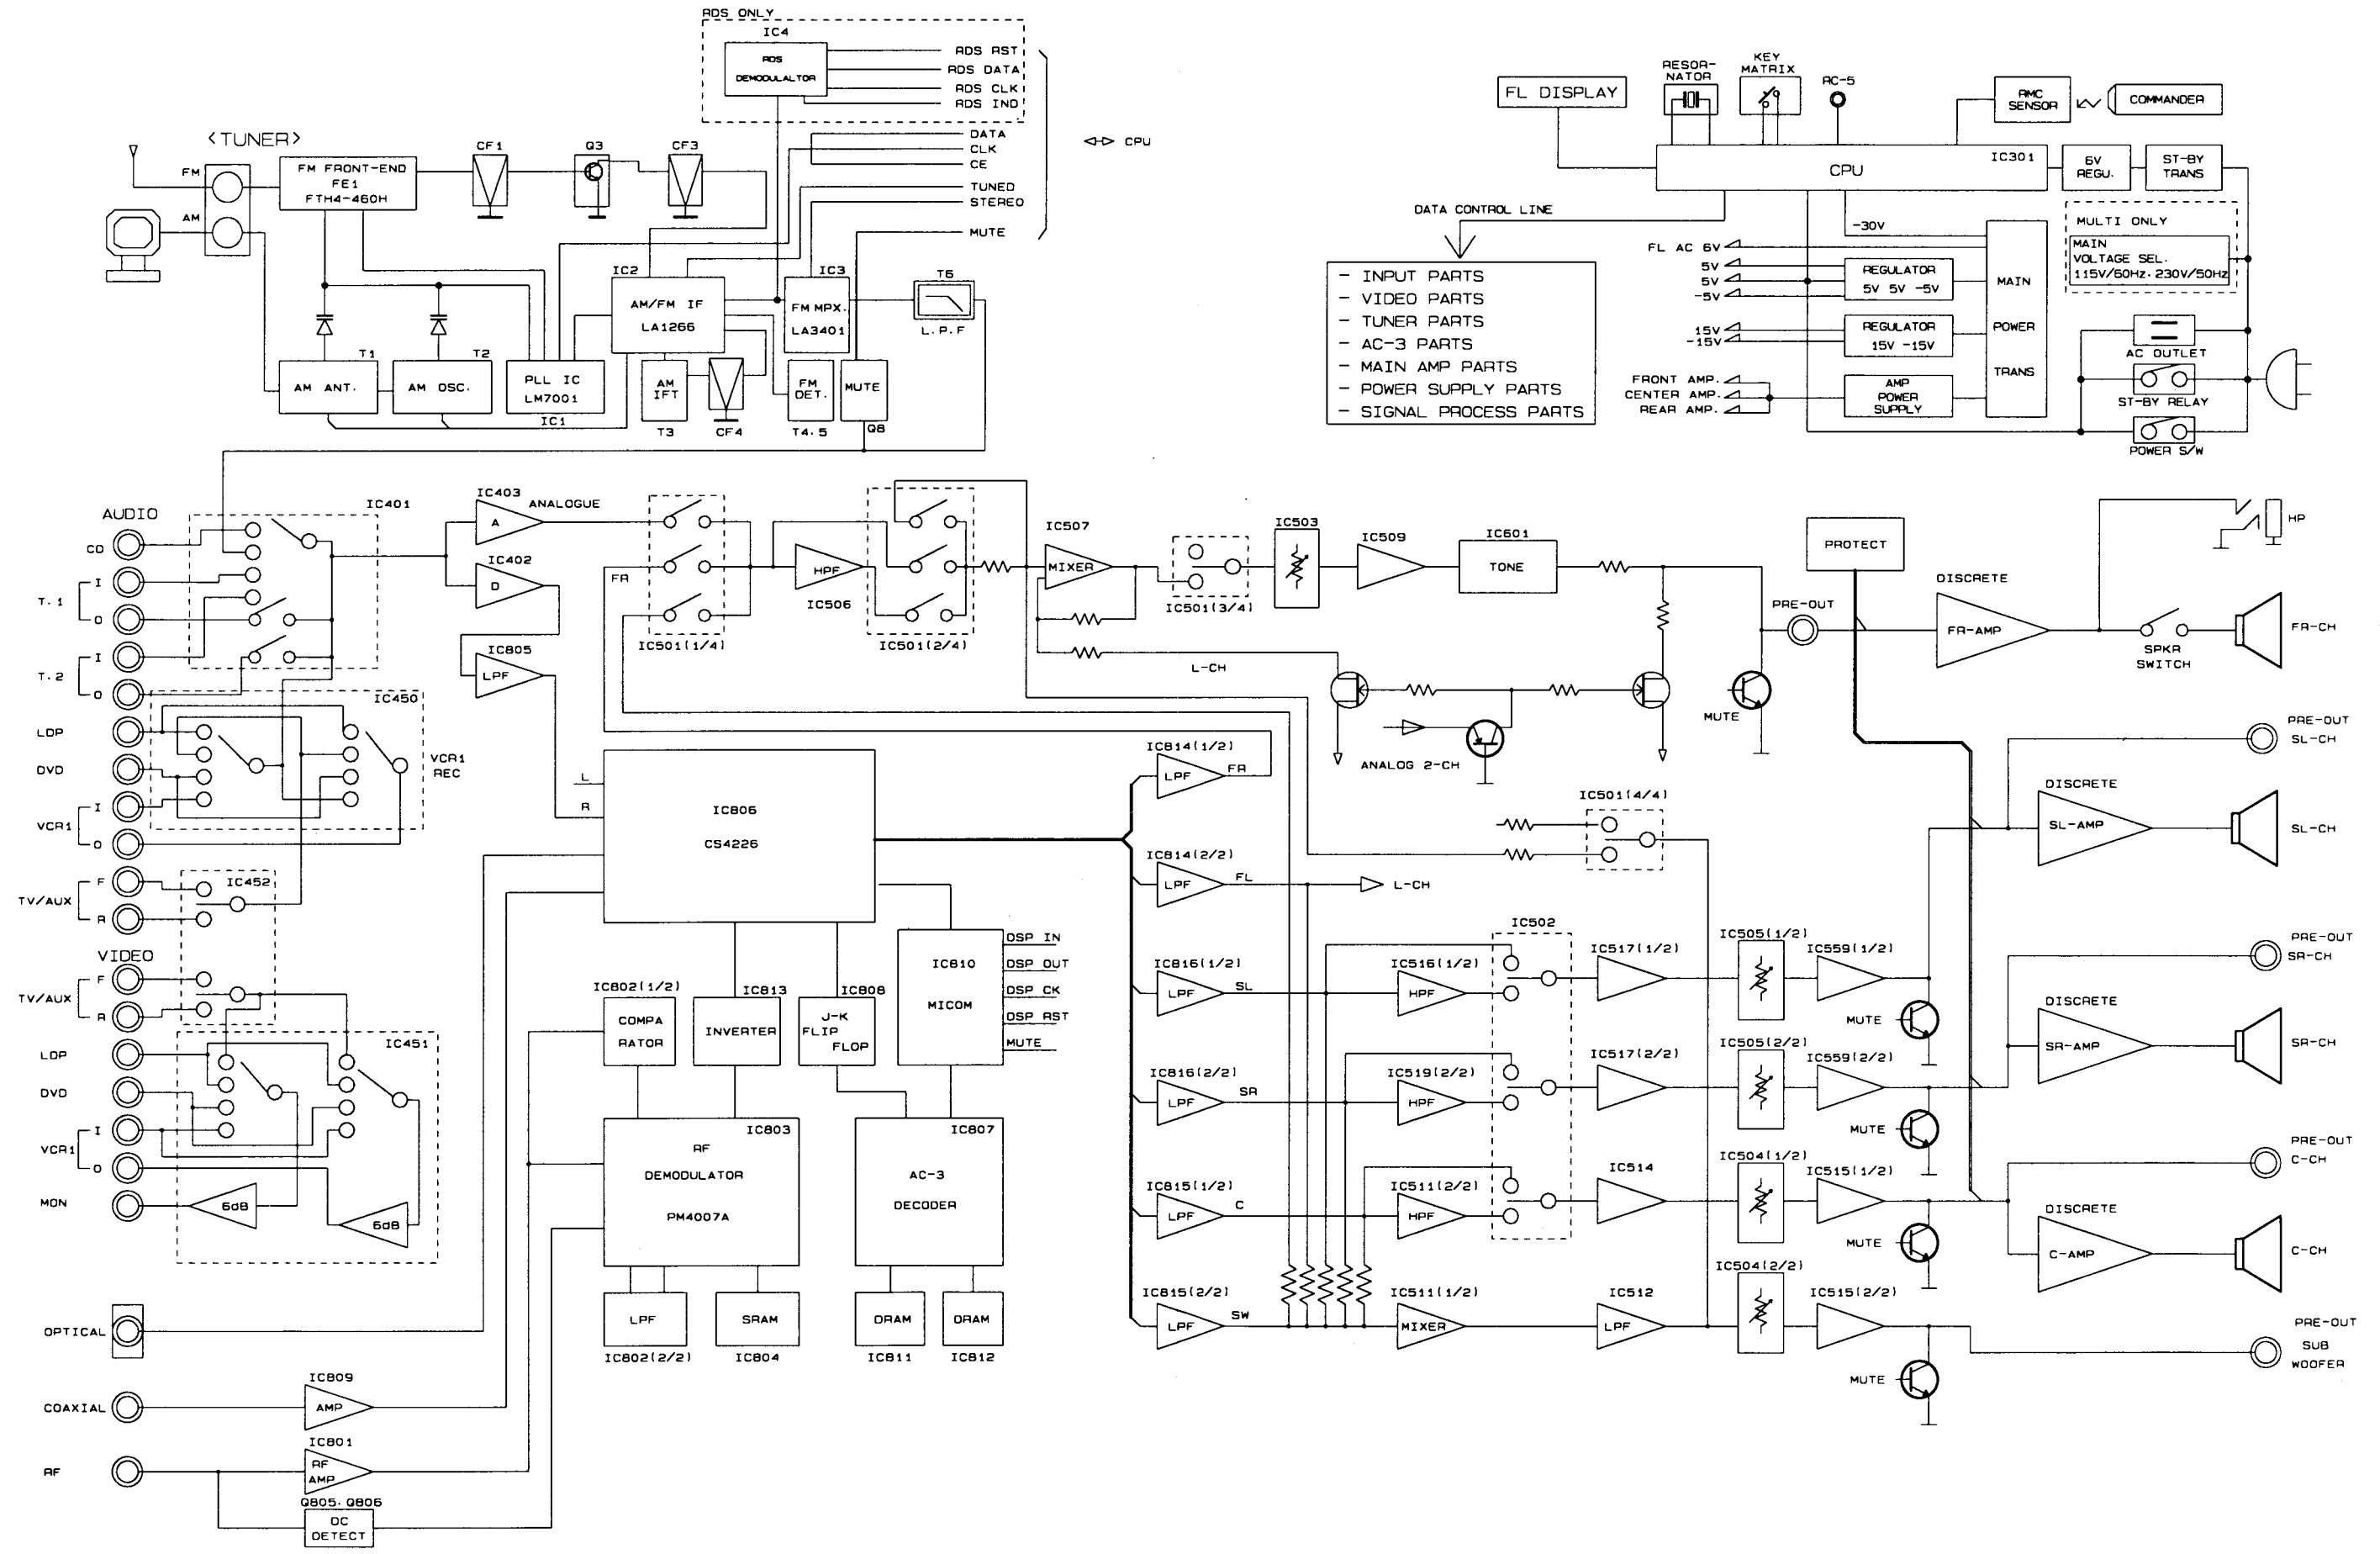 RDS ONLY
IC4
RDS
DEMODULALTOR
RDS RST
RDS DATA
RDS CLK
RDS IND
DATA
CLK
CE
TUNED
STEREO
MUTE
CPU
<TUNER>
FM
AM
FM FRONT-END
FE1
FTH4-460H
CF1
Q3
CF3
IC2
AM/FM IF
LA1266
IC3
FM MPX.
LA3401
T6
L.P.F
T1
AM ANT.
T2
AM OSC.
PLL IC
LM7001
IC1
AM
IFT
T3
CF4
FM
DET.
T4.5
MUTE
Q8
FL DISPLAY
RESOR-
NATOR
KEY
MATRIX
RC-5
RMC
SENSOR
COMMANDER
IC301
CPU
6V
REGU.
ST-BY
TRANS
DATA CONTROL LINE
- INPUT PARTS
- VIDEO PARTS
- TUNER PARTS
- AC-3 PARTS
- MAIN AMP PARTS
- POWER SUPPLY PARTS
- SIGNAL PROCESS PARTS
-30V
FL AC 6V
5V
5V
-5V
REGULATOR
5V 5V -5V
15V
-15V
REGULATOR
15V -15V
FRONT AMP.
CENTER AMP.
REAR AMP.
AMP
POWER
SUPPLY
MAIN
POWER
TRANS
MULTI ONLY
MAIN
VOLTAGE SEL.
115V/60Hz. 230V/50Hz
AC OUTLET
ST-BY RELAY
POWER S/W
AUDIO
CD
T.1
I
O
T.2
I
O
LDP
DVD
VCR1
I
O
TV/AUX
F
R
VIDEO
TV/AUX
F
R
LDP
DVD
VCR1
I
O
MON
OPTICAL
COAXIAL
RF
IC401
IC450
VCR1
REC
IC452
IC451
6dB
6dB
IC809
AMP
IC801
RF
AMP
Q805. Q806
DC
DETECT
IC403
A
ANALOGUE
IC402
D
IC805
LPF
FR
IC501(1/4)
HPF
IC506
IC501(2/4)
IC507
MIXER
IC501(3/4)
IC503
IC509
IC601
TONE
L-CH
ANALOG 2-CH
MUTE
PRE-OUT
PROTECT
DISCRETE
FR-AMP
SPKR
SWITCH
HP
FR-CH
L
R
IC806
CS4226
IC802(1/2)
COMPA
RATOR
IC813
INVERTER
IC808
J-K
FLIP
FLOP
IC810
MICOM
DSP IN
DSP OUT
DSP CK
DSP RST
MUTE
IC803
RF
DEMODULATOR
PM4007A
IC807
AC-3
DECODER
LPF
IC802(2/2)
SRAM
IC804
DRAM
IC811
DRAM
IC812
IC814(1/2)
LPF
FR
IC814(2/2)
LPF
FL
L-CH
IC501(4/4)
IC816(1/2)
LPF
SL
IC516(1/2)
HPF
IC502
IC517(1/2)
IC505(1/2)
IC559(1/2)
MUTE
IC816(2/2)
LPF
SR
IC519(2/2)
HPF
IC517(2/2)
IC505(2/2)
IC559(2/2)
MUTE
IC815(1/2)
LPF
C
IC511(2/2)
HPF
IC514
IC504(1/2)
IC515(1/2)
MUTE
IC815(2/2)
LPF
SW
IC511(1/2)
MIXER
IC512
LPF
IC504(2/2)
IC515(2/2)
MUTE
PRE-OUT
SL-CH
DISCRETE
SL-AMP
SL-CH
PRE-OUT
SR-CH
DISCRETE
SR-AMP
SR-CH
PRE-OUT
C-CH
DISCRETE
C-AMP
C-CH
PRE-OUT
SUB
WOOFER